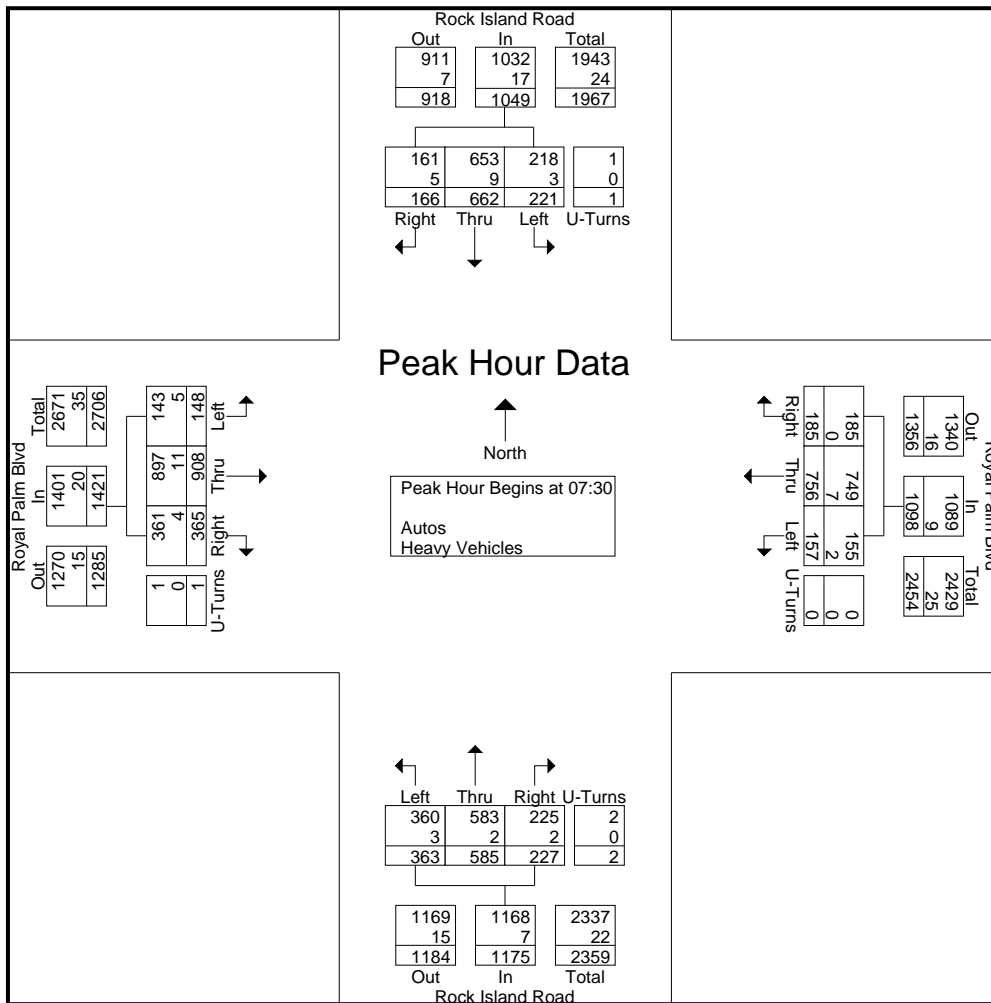 Rock Island Road
Out In Total
911 1032 1943
7 17 24
918 1049 1967
161 653 218 1
5 9 3 0
166 662 221 1
Right Thru Left U-Turns
Peak Hour Data
North
Peak Hour Begins at 07:30
Autos
Heavy Vehicles
Royal Palm Blvd
Out In Total
1270 1401 2671
15 20 35
1285 1421 2706
1 361 897 143
0 4 11 5
1 365 908 148
U-Turns Right Thru Left
Royal Palm Blvd
Out In Total
1340 1089 2429
16 9 25
1356 1098 2454
185 749 155 0
0 7 2 0
185 756 157 0
Right Thru Left U-Turns
Left Thru Right U-Turns
360 583 225 2
3 2 2 0
363 585 227 2
1169 1168 2337
15 7 22
1184 1175 2359
Out In Total
Rock Island Road